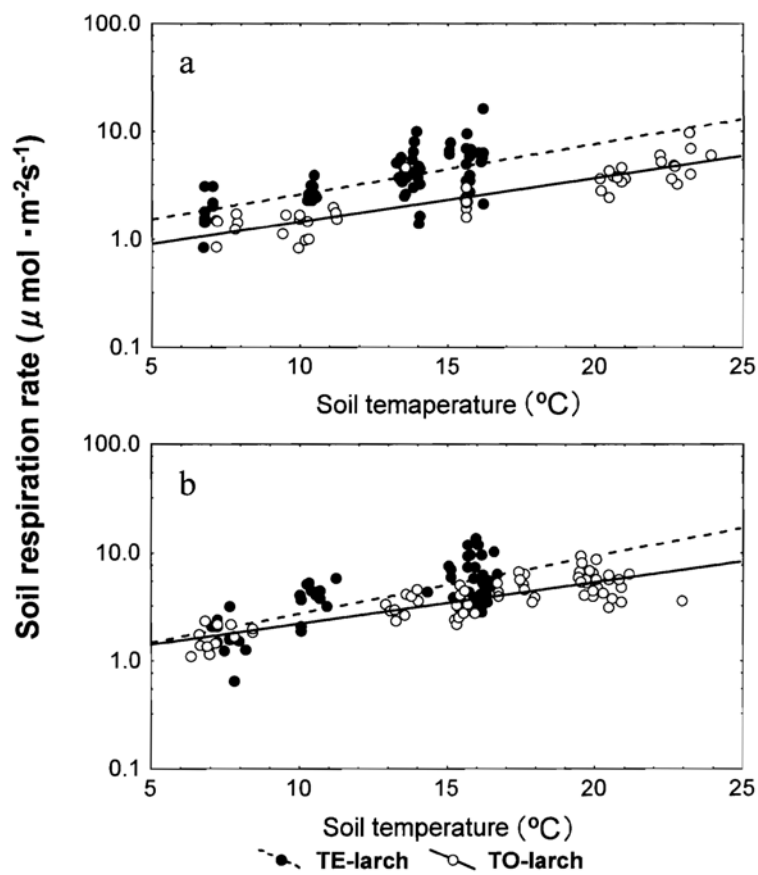 Soil respiration rate ( μ mol ・m⁻²s⁻¹)
100.0
a
10.0
1.0
0.1
5 10 15 20 25
Soil temaperature (ºC)
100.0
b
10.0
1.0
0.1
5 10 15 20 25
Soil temperature (ºC)
TE-larch TO-larch